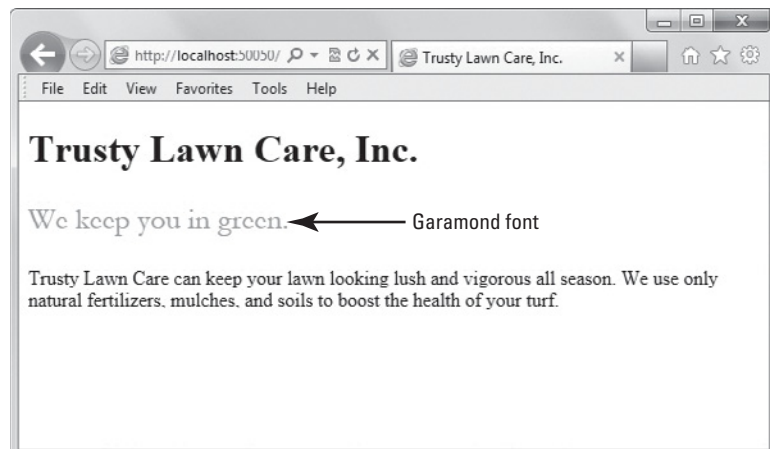 http://localhost:50050/
Trusty Lawn Care, Inc.
File Edit View Favorites Tools Help
Trusty Lawn Care, Inc.
We keep you in green.
Garamond font
Trusty Lawn Care can keep your lawn looking lush and vigorous all season. We use only
natural fertilizers, mulches, and soils to boost the health of your turf.